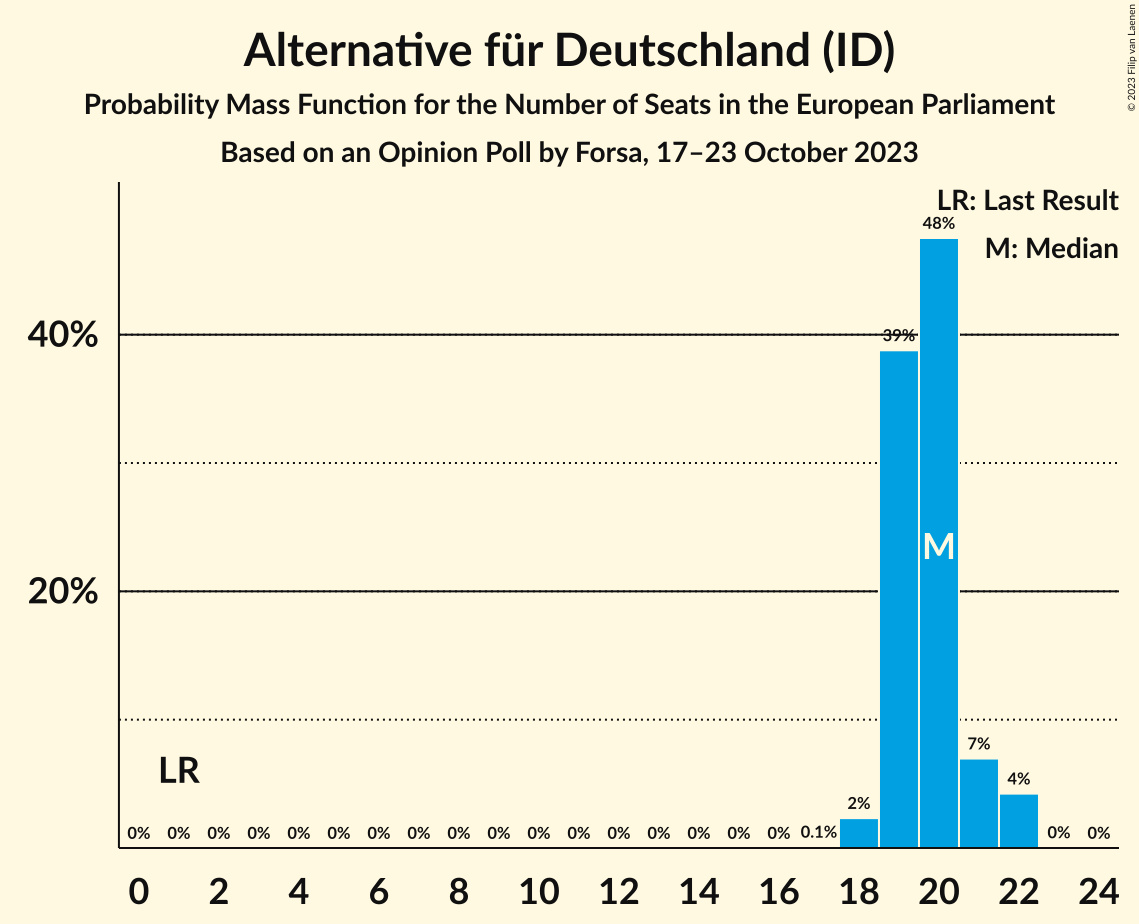 Alternative für Deutschland (ID)
Probability Mass Function for the Number of Seats in the European Parliament
Based on an Opinion Poll by Forsa, 17–23 October 2023
© 2023 Filip van Laenen
LR: Last Result
M: Median
48%
40%
39%
M
20%
LR
7%
4%
2%
0% 0% 0% 0% 0% 0% 0% 0% 0% 0% 0% 0% 0% 0% 0% 0% 0% 0.1% 0% 0%
0 2 4 6 8 10 12 14 16 18 20 22 24